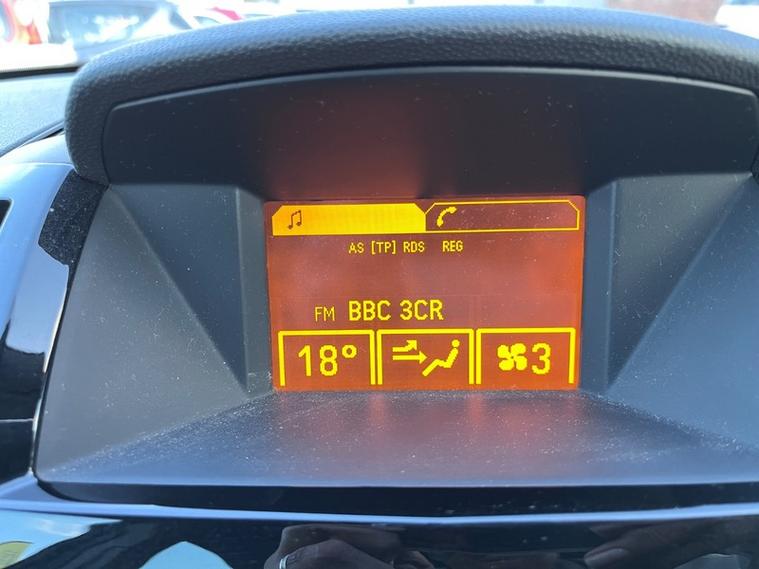 AS [TP] RDS REG
FM BBC 3CR
18° 3